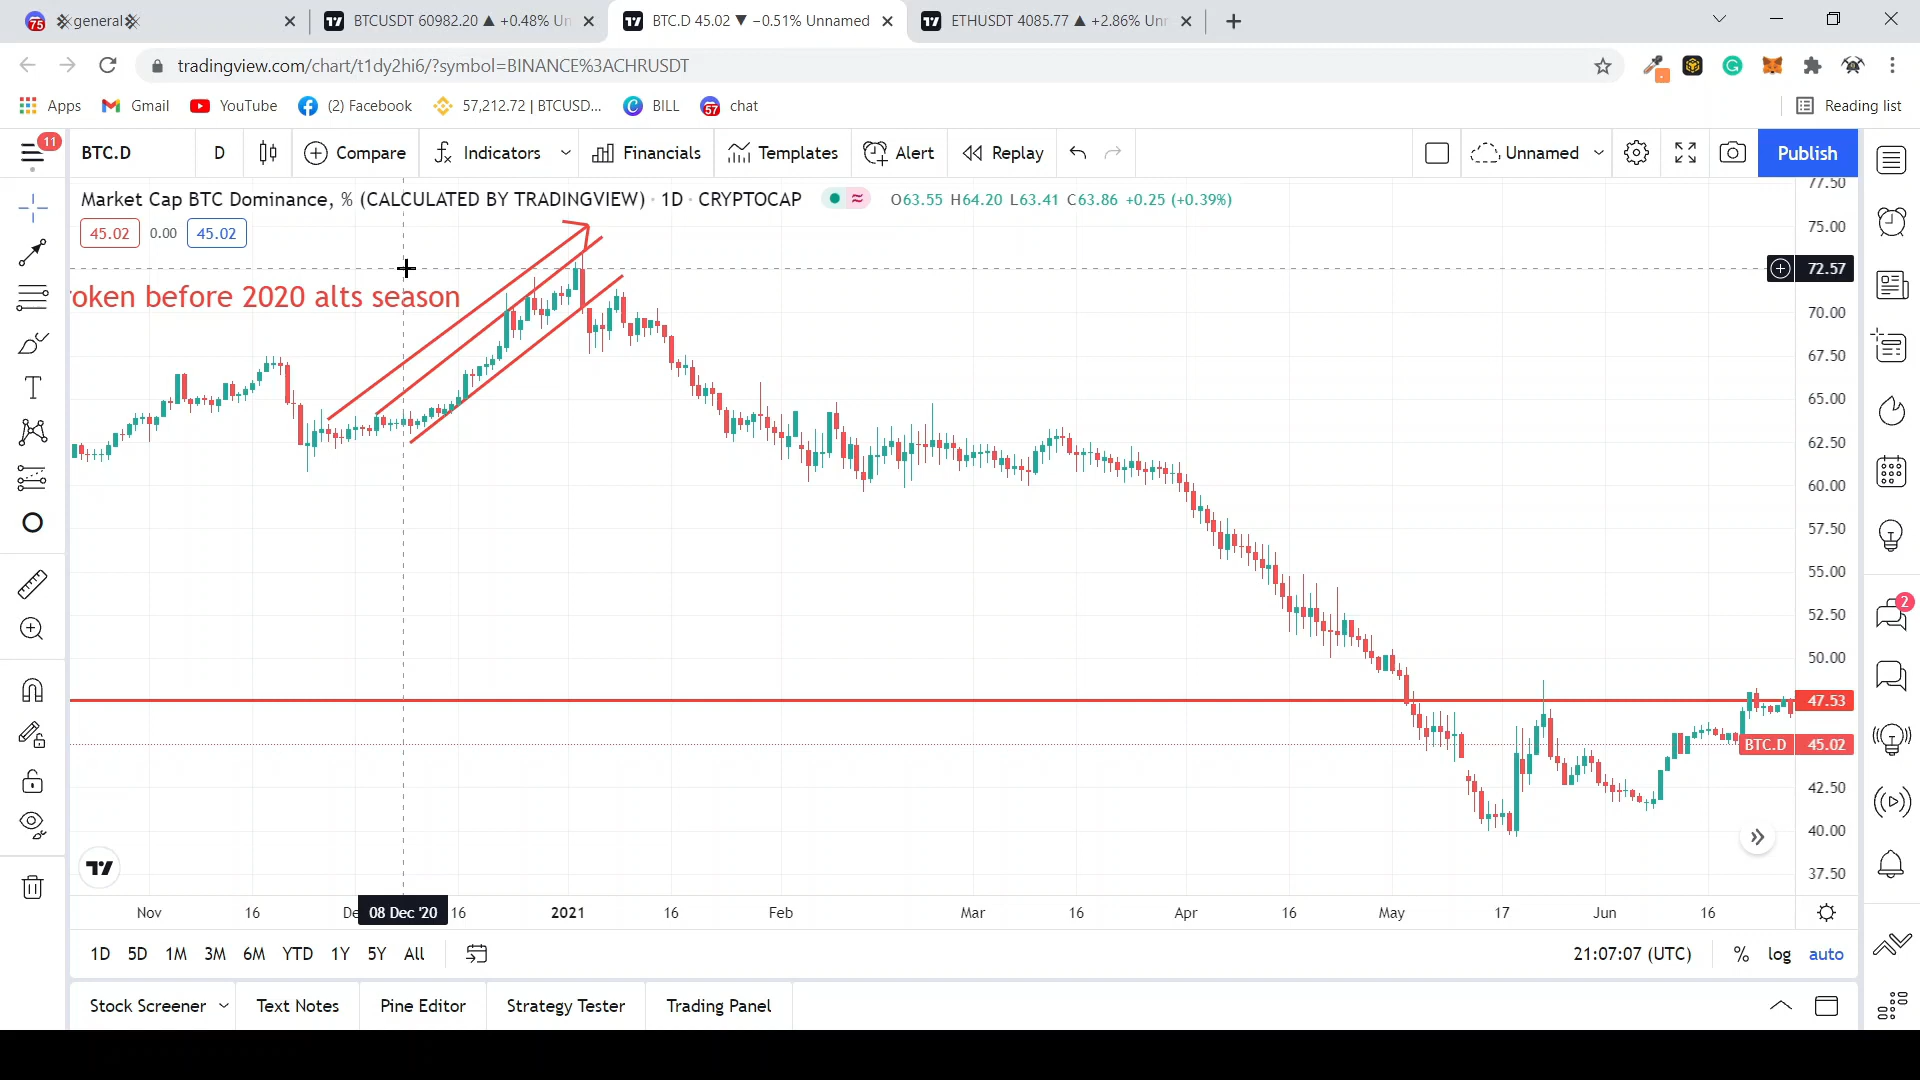 general
BTCUSDT 60982.20 ▲ +0.48% Un
BTC.D 45.02 ▼ −0.51% Unnamed
ETHUSDT 4085.77 ▲ +2.86% Un
tradingview.com/chart/t1dy2hi6/?symbol=BINANCE%3ACHRUSDT
Apps Gmail YouTube (2) Facebook 57,212.72 | BTCUSD... BILL chat Reading list
11
BTC.D D Compare Indicators Financials Templates Alert Replay Unnamed Publish
Market Cap BTC Dominance, % (CALCULATED BY TRADINGVIEW) · 1D · CRYPTOCAP O63.55 H64.20 L63.41 C63.86 +0.25 (+0.39%)
45.02 0.00 45.02
roken before 2020 alts season
77.50
75.00
72.57
70.00
67.50
65.00
62.50
60.00
57.50
55.00
52.50
50.00
47.53
BTC.D 45.02
42.50
40.00
37.50
2
Nov 16 De 08 Dec '20 16 2021 16 Feb Mar 16 Apr 16 May 17 Jun 16
1D 5D 1M 3M 6M YTD 1Y 5Y All 21:07:07 (UTC) % log auto
Stock Screener Text Notes Pine Editor Strategy Tester Trading Panel